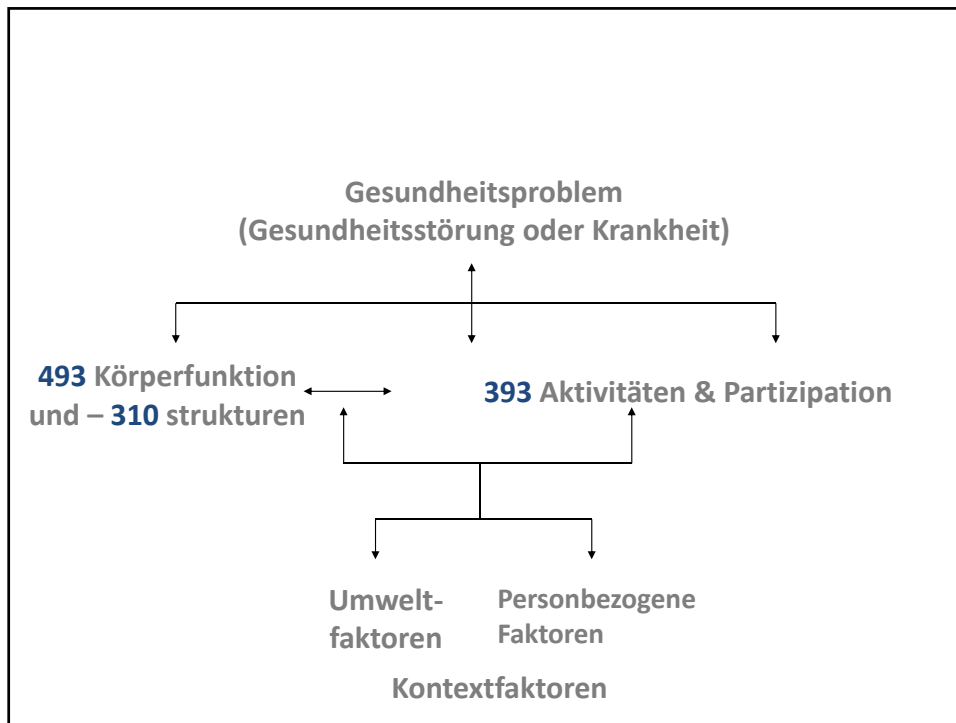 Gesundheitsproblem
(Gesundheitsstörung oder Krankheit)
493 Körperfunktion
und – 310 strukturen
393 Aktivitäten & Partizipation
Umwelt-
faktoren
Personbezogene
Faktoren
Kontextfaktoren